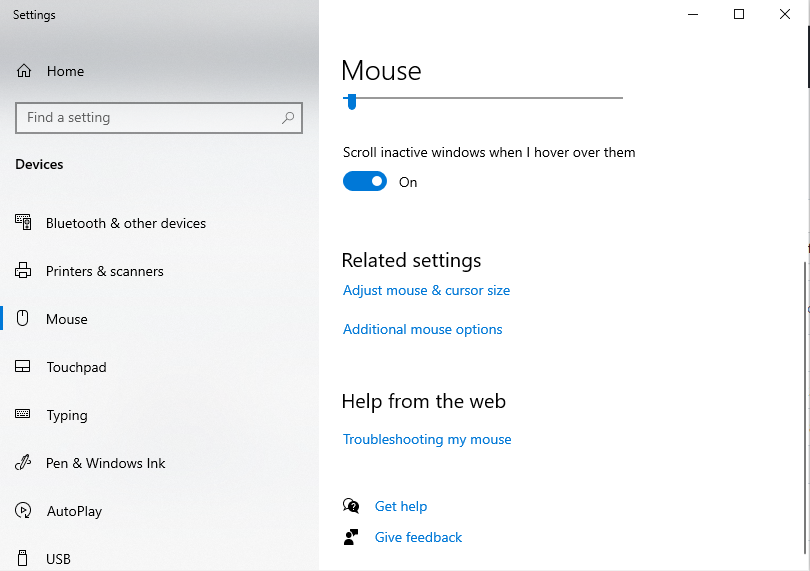 Settings
Home
Find a setting
Devices
Bluetooth & other devices
Printers & scanners
Mouse
Touchpad
Typing
Pen & Windows Ink
AutoPlay
USB
Mouse
Scroll inactive windows when I hover over them
On
Related settings
Adjust mouse & cursor size
Additional mouse options
Help from the web
Troubleshooting my mouse
Get help
Give feedback